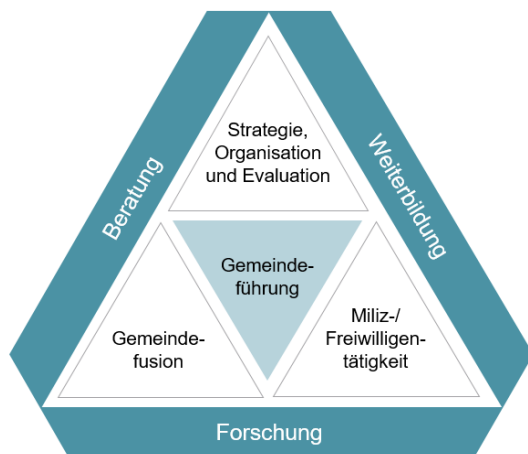 Strategie,
Organisation
und Evaluation
Beratung
Weiterbildung
Gemeinde-
führung
Gemeinde-
fusion
Miliz-/
Freiwilligen-
tätigkeit
Forschung